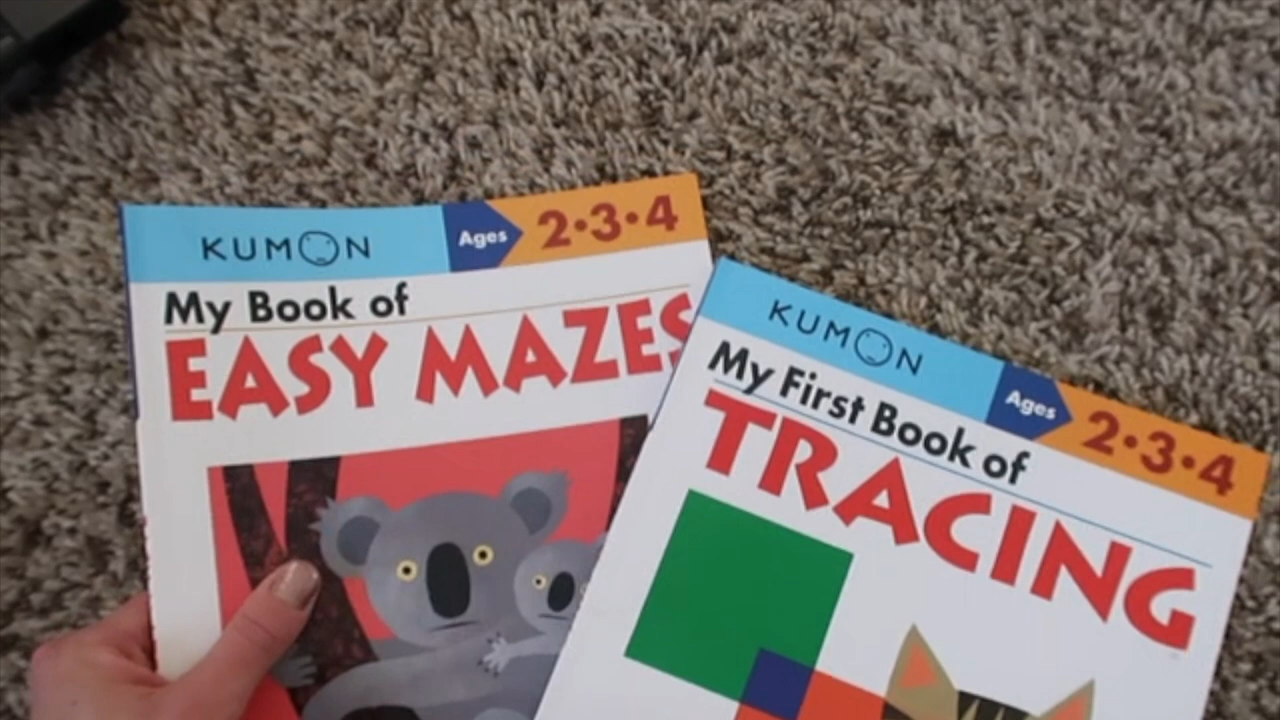 KUMON Ages 2•3•4
My Book of
EASY MAZES
KUMON Ages 2•3•4
My First Book of
TRACING